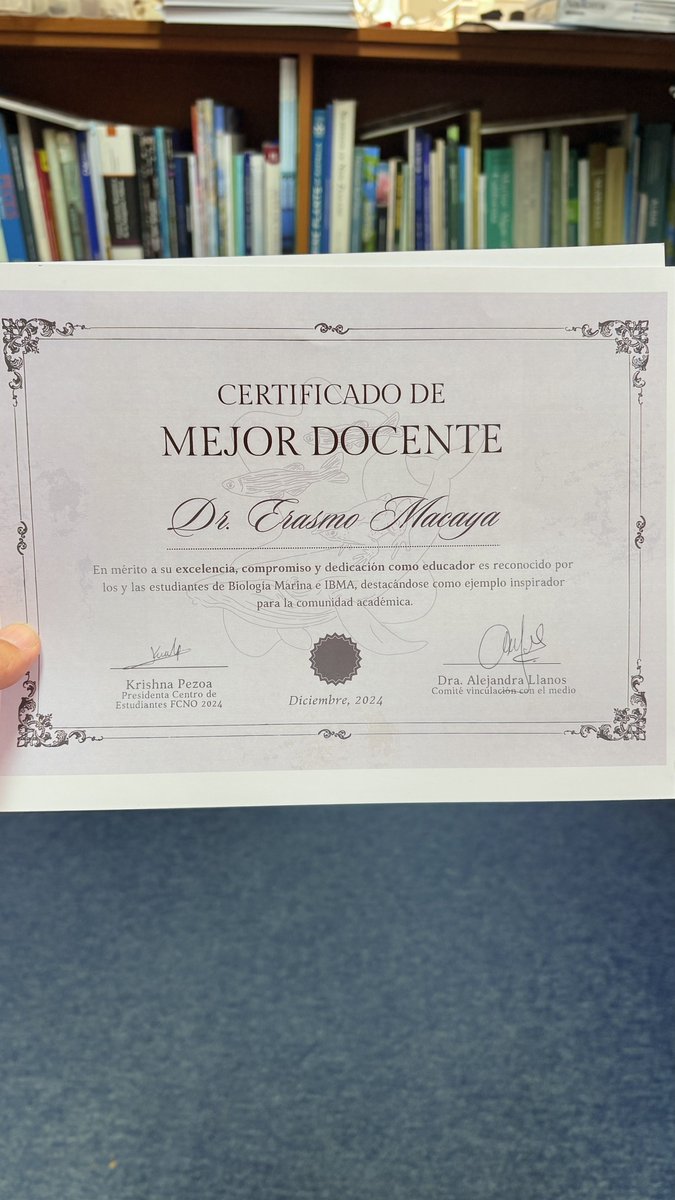 CERTIFICADO DE
MEJOR DOCENTE
Dr. Erasmo Macaya
En mérito a su excelencia, compromiso y dedicación como educador es reconocido por
los y las estudiantes de Biología Marina e IBMA, destacándose como ejemplo inspirador
para la comunidad académica.
Krishna Pezoa
Presidenta Centro de
Estudiantes FCNO 2024
Diciembre, 2024
Dra. Alejandra Llanos
Comité vinculación con el medio